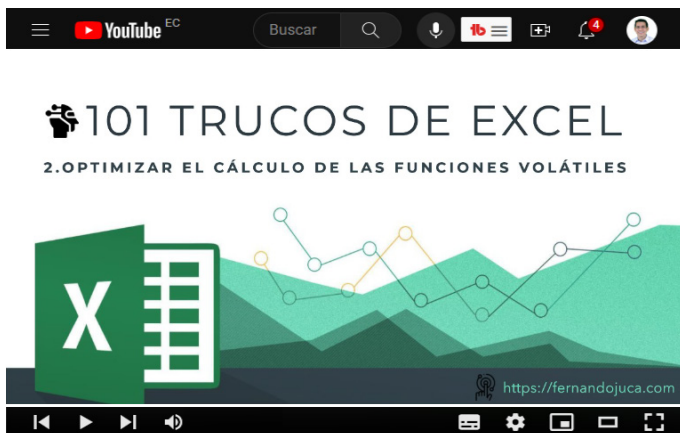 YouTube EC
Buscar
tb
4
101 TRUCOS DE EXCEL
2.OPTIMIZAR EL CÁLCULO DE LAS FUNCIONES VOLÁTILES
X
https://fernandojuca.com